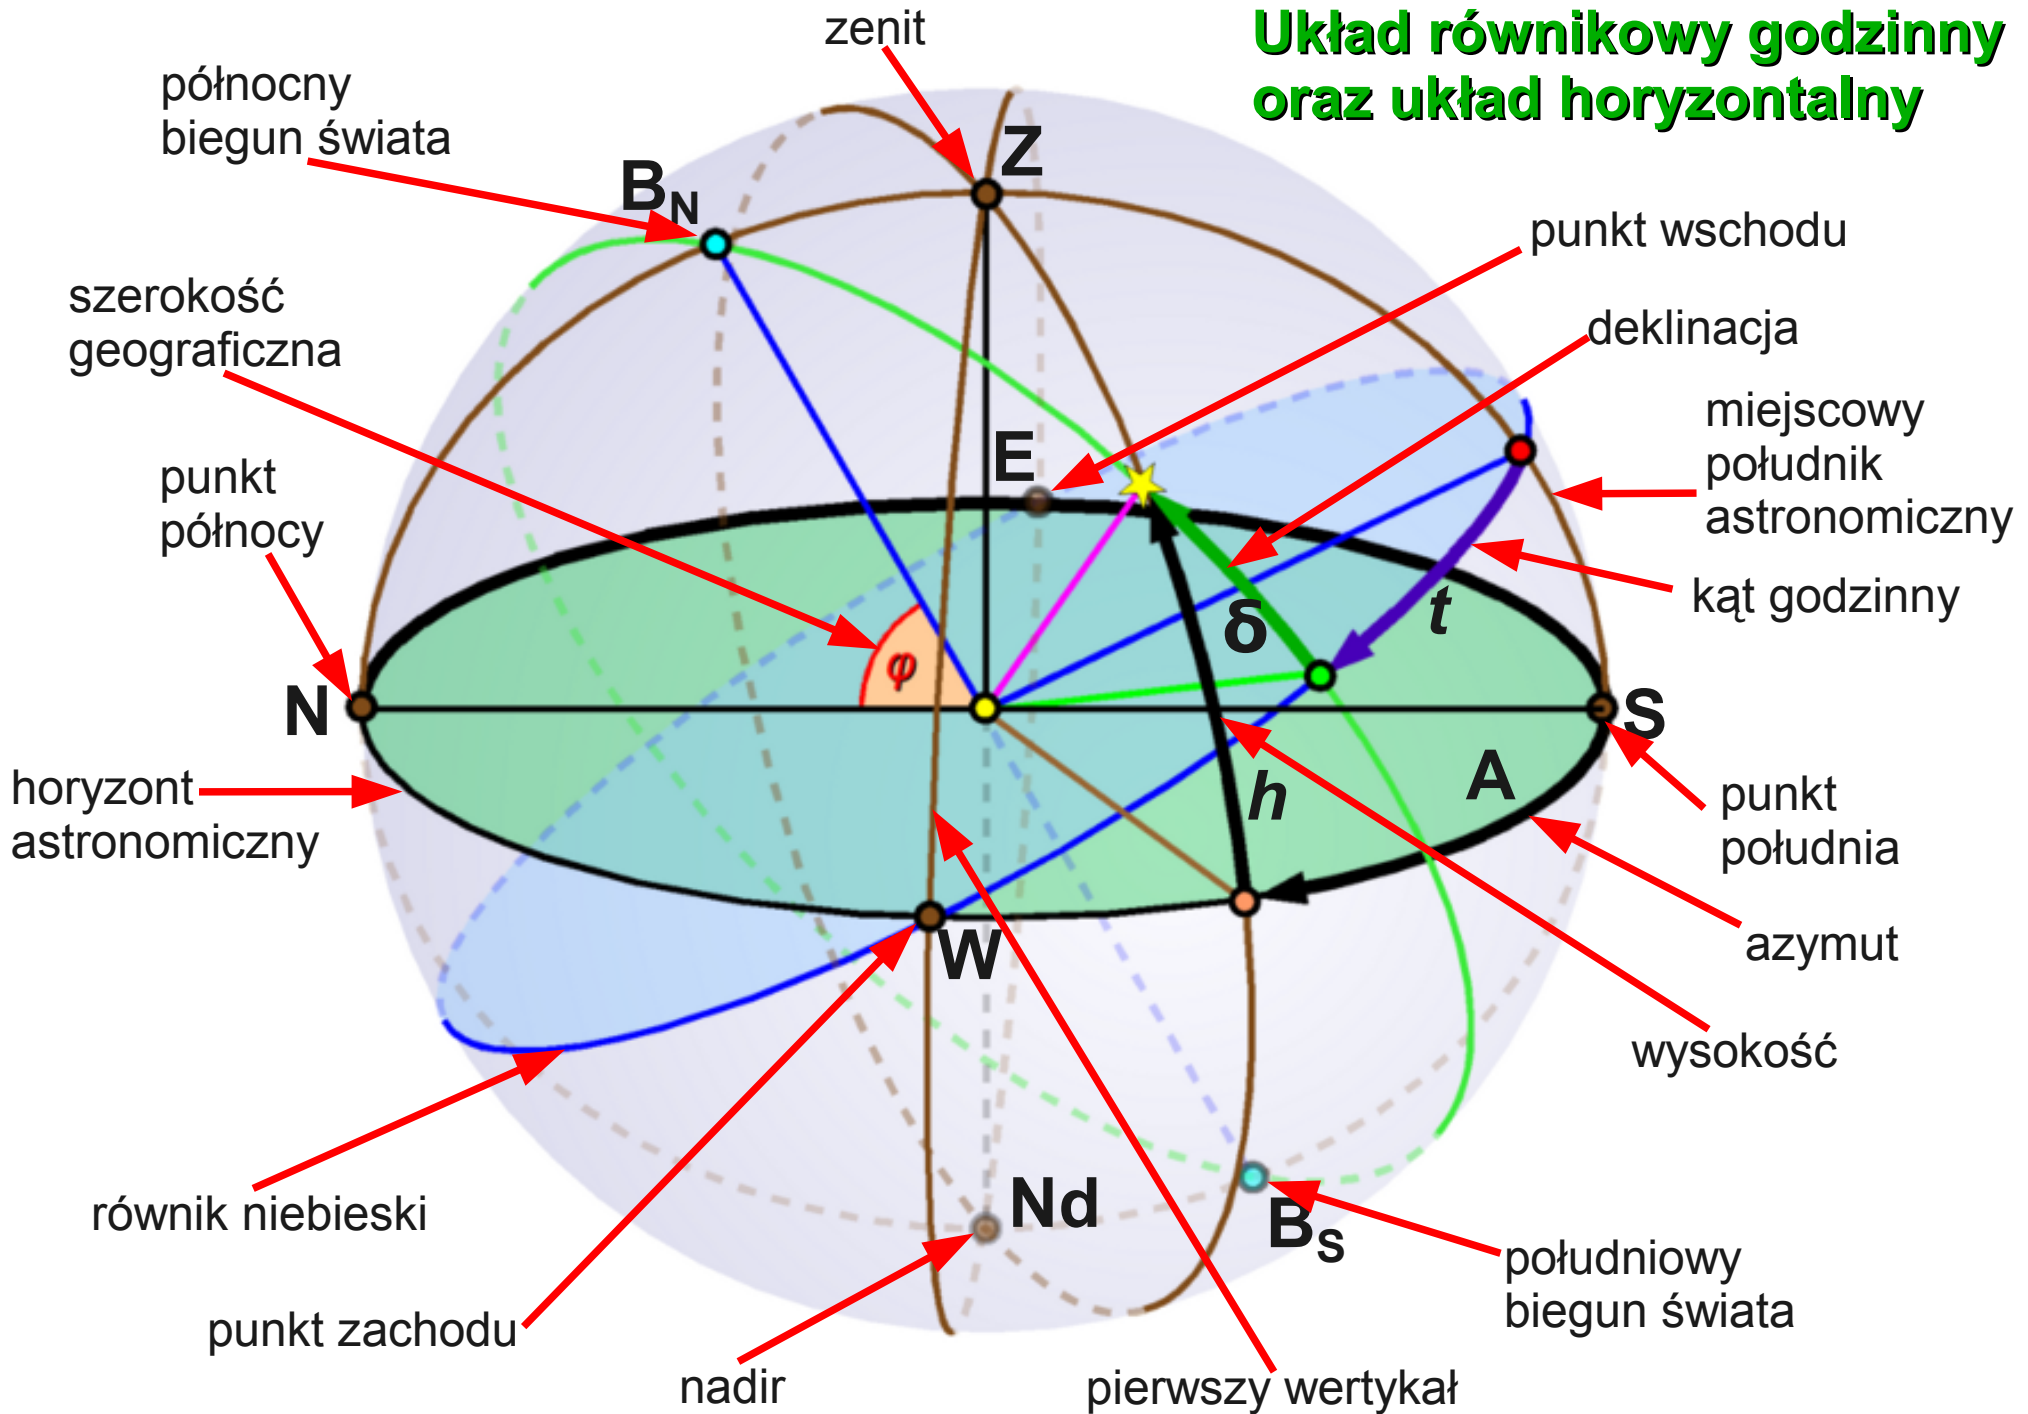 Układ równikowy godzinny
oraz układ horyzontalny
zenit
północny
biegun świata
Z
B_N
punkt wschodu
szerokość
geograficzna
deklinacja
miejscowy
południk
astronomiczny
E
punkt
północy
kąt godzinny
t
δ
φ
N
S
A
h
horyzont
astronomiczny
punkt
południa
W
azymut
wysokość
Nd
B_S
równik niebieski
południowy
biegun świata
punkt zachodu
nadir
pierwszy wertykał